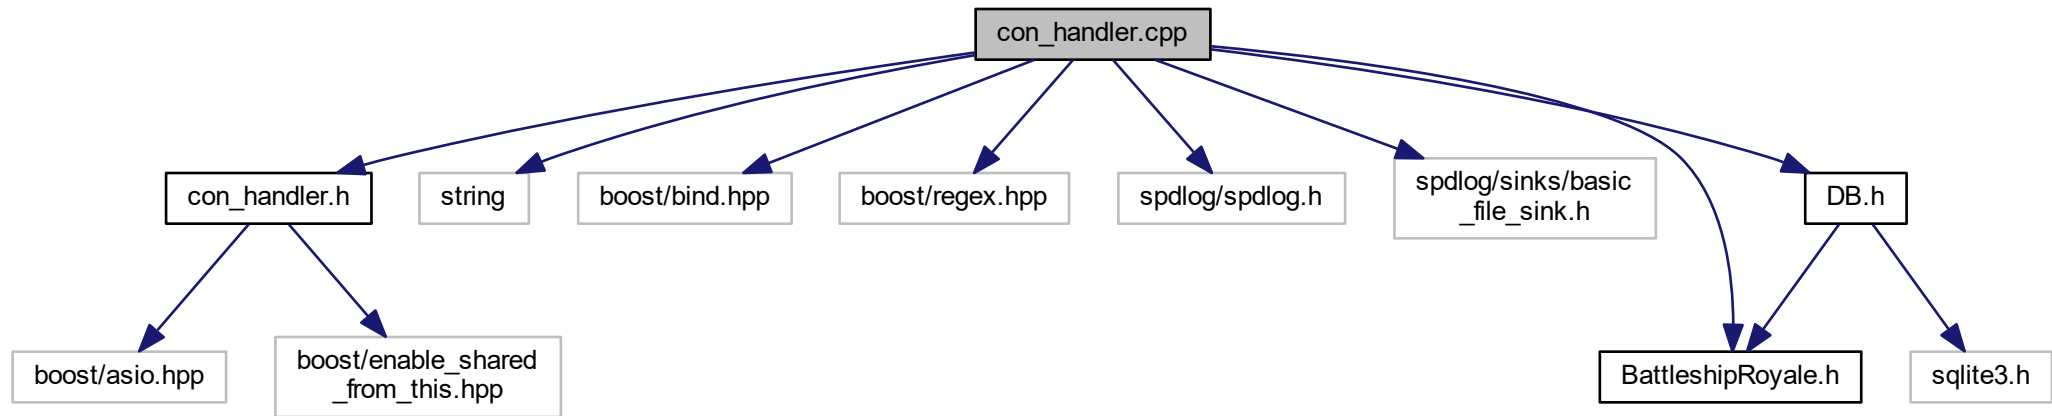 con_handler.cpp
con_handler.h
string
boost/bind.hpp
boost/regex.hpp
spdlog/spdlog.h
spdlog/sinks/basic
_file_sink.h
DB.h
boost/asio.hpp
boost/enable_shared
_from_this.hpp
BattleshipRoyale.h
sqlite3.h